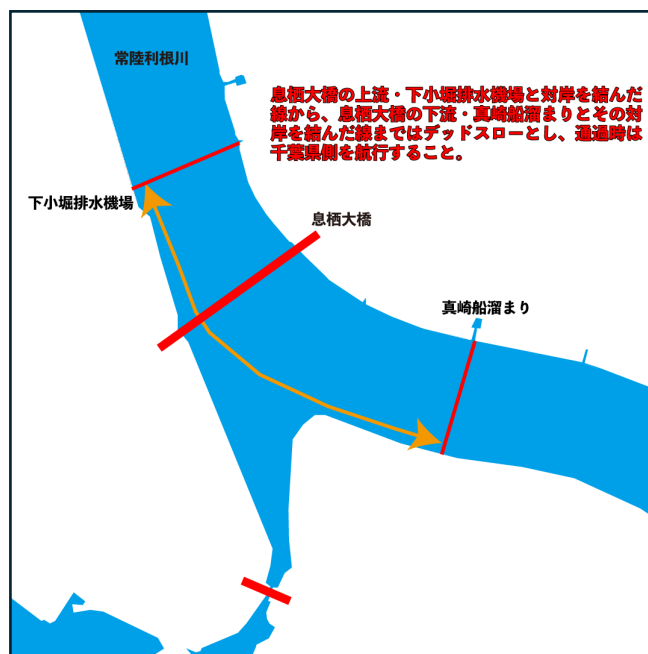 常陸利根川
息栖大橋の上流・下小堀排水機場と対岸を結んだ
線から、息栖大橋の下流・真崎船溜まりとその対
岸を結んだ線まではデッドスローとし、通過時は
千葉県側を航行すること。
下小堀排水機場
息栖大橋
真崎船溜まり